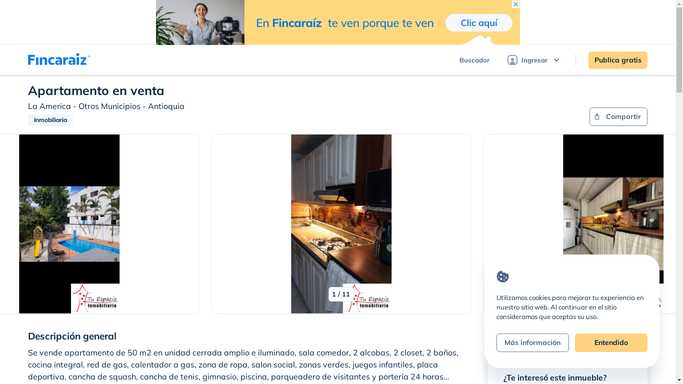 En Fincaraíz te ven porque te ven
Clic aquí
Fincaraiz
Buscador
Ingresar
Publica gratis
Apartamento en venta
La America - Otros Municipios - Antioquia
Inmobiliaria
Compartir
Tu Espacio
Inmobiliario
1 / 11
Tu Espacio
Inmobiliario
Utilizamos cookies para mejorar tu experiencia en
nuestro sitio web. Al continuar en el sitio
consideramos que aceptas su uso.
Más información
Entendido
Descripción general
Se vende apartamento de 50 m2 en unidad cerrada amplio e iluminado, sala comedor, 2 alcobas, 2 closet, 2 baños,
cocina integral, red de gas, calentador a gas, zona de ropa, salon social, zonas verdes, juegos infantiles, placa
deportiva, cancha de squash, cancha de tenis, gimnasio, piscina, parqueadero de visitantes y porteria 24 horas...
¿Te interesó este inmueble?